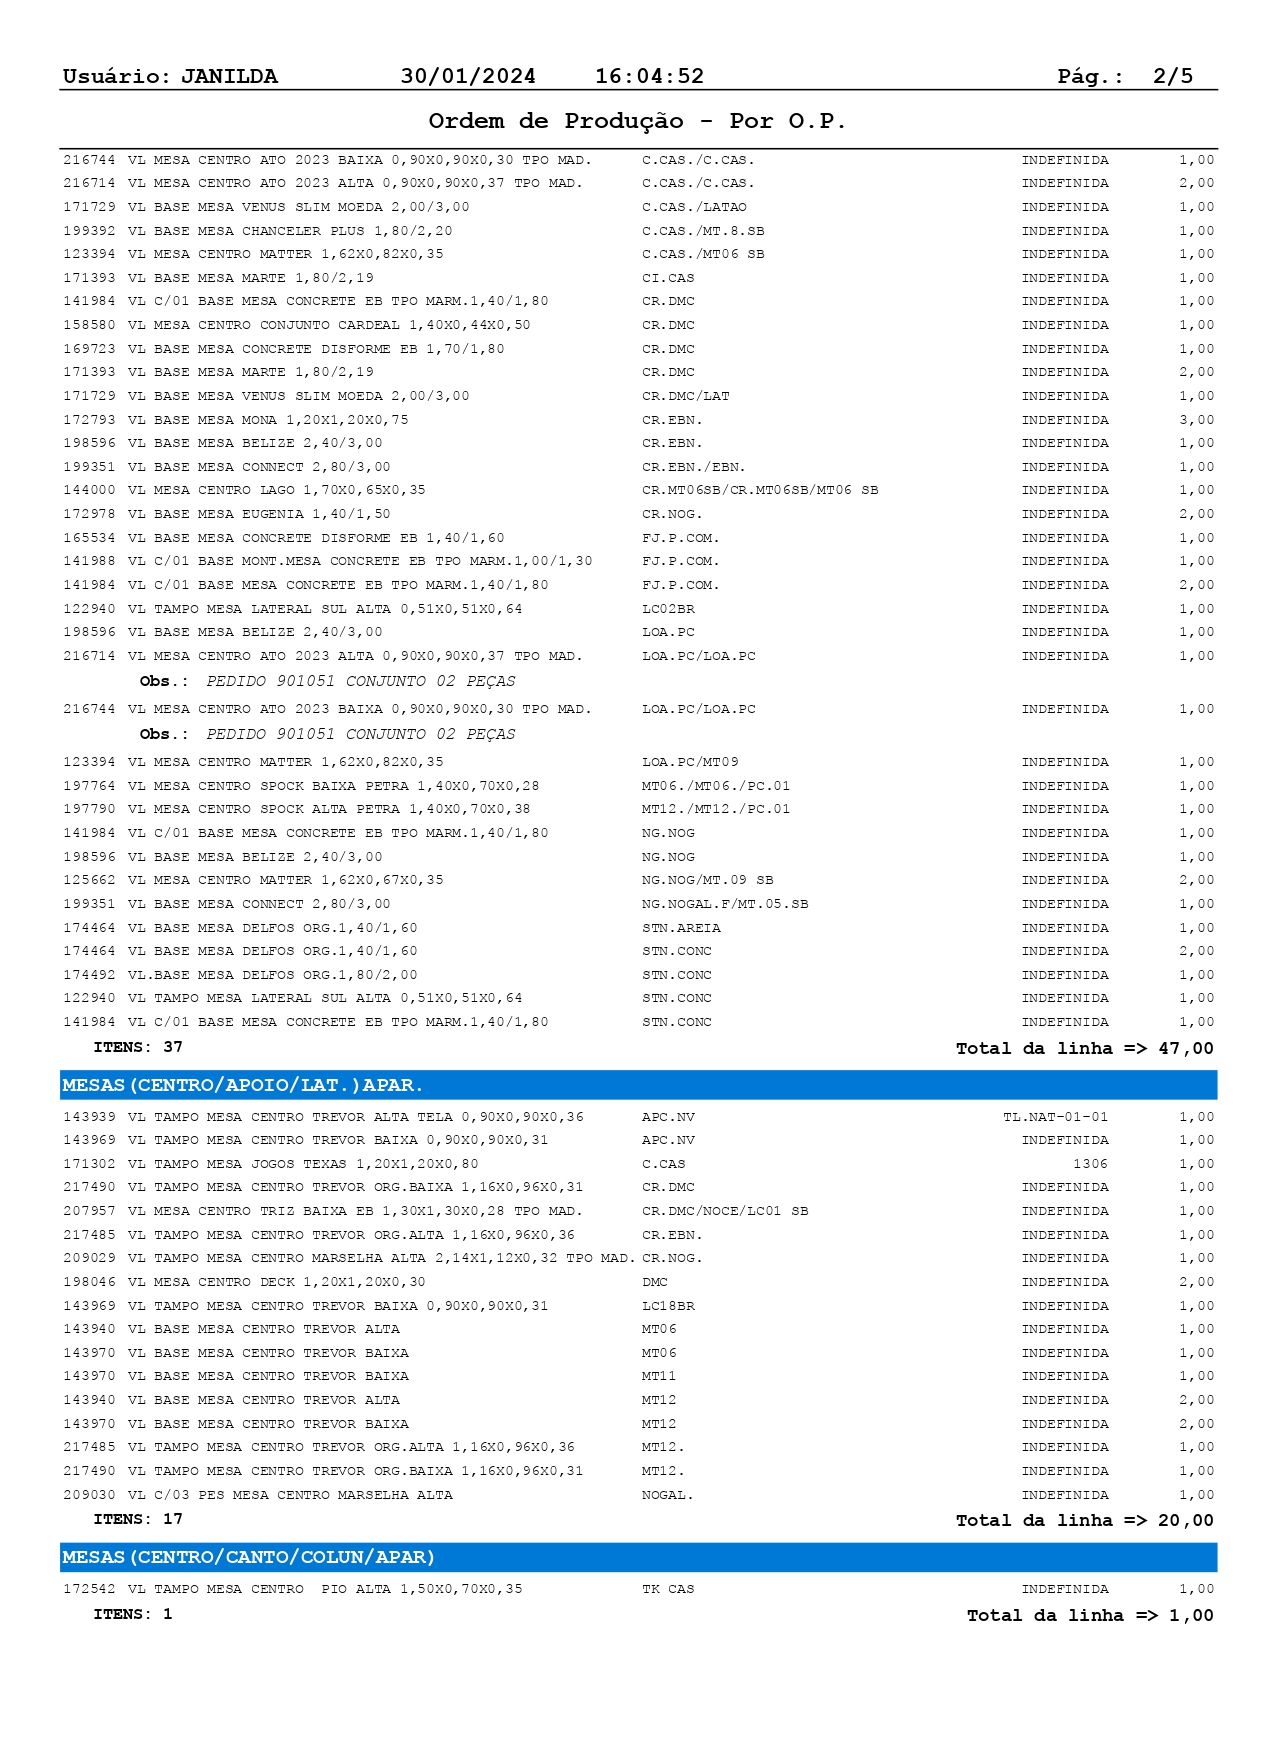 Usuário: JANILDA 30/01/2024 16:04:52 Pág.: 2/5
Ordem de Produção - Por O.P.
216744 VL MESA CENTRO ATO 2023 BAIXA 0,90X0,90X0,30 TPO MAD. C.CAS./C.CAS. INDEFINIDA 1,00
216714 VL MESA CENTRO ATO 2023 ALTA 0,90X0,90X0,37 TPO MAD. C.CAS./C.CAS. INDEFINIDA 2,00
171729 VL BASE MESA VENUS SLIM MOEDA 2,00/3,00 C.CAS./LATAO INDEFINIDA 1,00
199392 VL BASE MESA CHANCELER PLUS 1,80/2,20 C.CAS./MT.8.SB INDEFINIDA 1,00
123394 VL MESA CENTRO MATTER 1,62X0,82X0,35 C.CAS./MT06 SB INDEFINIDA 1,00
171393 VL BASE MESA MARTE 1,80/2,19 CI.CAS INDEFINIDA 1,00
141984 VL C/01 BASE MESA CONCRETE EB TPO MARM.1,40/1,80 CR.DMC INDEFINIDA 1,00
158580 VL MESA CENTRO CONJUNTO CARDEAL 1,40X0,44X0,50 CR.DMC INDEFINIDA 1,00
169723 VL BASE MESA CONCRETE DISFORME EB 1,70/1,80 CR.DMC INDEFINIDA 1,00
171393 VL BASE MESA MARTE 1,80/2,19 CR.DMC INDEFINIDA 2,00
171729 VL BASE MESA VENUS SLIM MOEDA 2,00/3,00 CR.DMC/LAT INDEFINIDA 1,00
172793 VL BASE MESA MONA 1,20X1,20X0,75 CR.EBN. INDEFINIDA 3,00
198596 VL BASE MESA BELIZE 2,40/3,00 CR.EBN. INDEFINIDA 1,00
199351 VL BASE MESA CONNECT 2,80/3,00 CR.EBN./EBN. INDEFINIDA 1,00
144000 VL MESA CENTRO LAGO 1,70X0,65X0,35 CR.MT06SB/CR.MT06SB/MT06 SB INDEFINIDA 1,00
172978 VL BASE MESA EUGENIA 1,40/1,50 CR.NOG. INDEFINIDA 2,00
165534 VL BASE MESA CONCRETE DISFORME EB 1,40/1,60 FJ.P.COM. INDEFINIDA 1,00
141988 VL C/01 BASE MONT.MESA CONCRETE EB TPO MARM.1,00/1,30 FJ.P.COM. INDEFINIDA 1,00
141984 VL C/01 BASE MESA CONCRETE EB TPO MARM.1,40/1,80 FJ.P.COM. INDEFINIDA 2,00
122940 VL TAMPO MESA LATERAL SUL ALTA 0,51X0,51X0,64 LC02BR INDEFINIDA 1,00
198596 VL BASE MESA BELIZE 2,40/3,00 LOA.PC INDEFINIDA 1,00
216714 VL MESA CENTRO ATO 2023 ALTA 0,90X0,90X0,37 TPO MAD. LOA.PC/LOA.PC INDEFINIDA 1,00
Obs.: PEDIDO 901051 CONJUNTO 02 PEÇAS
216744 VL MESA CENTRO ATO 2023 BAIXA 0,90X0,90X0,30 TPO MAD. LOA.PC/LOA.PC INDEFINIDA 1,00
Obs.: PEDIDO 901051 CONJUNTO 02 PEÇAS
123394 VL MESA CENTRO MATTER 1,62X0,82X0,35 LOA.PC/MT09 INDEFINIDA 1,00
197764 VL MESA CENTRO SPOCK BAIXA PETRA 1,40X0,70X0,28 MT06./MT06./PC.01 INDEFINIDA 1,00
197790 VL MESA CENTRO SPOCK ALTA PETRA 1,40X0,70X0,38 MT12./MT12./PC.01 INDEFINIDA 1,00
141984 VL C/01 BASE MESA CONCRETE EB TPO MARM.1,40/1,80 NG.NOG INDEFINIDA 1,00
198596 VL BASE MESA BELIZE 2,40/3,00 NG.NOG INDEFINIDA 1,00
125662 VL MESA CENTRO MATTER 1,62X0,67X0,35 NG.NOG/MT.09 SB INDEFINIDA 2,00
199351 VL BASE MESA CONNECT 2,80/3,00 NG.NOGAL.F/MT.05.SB INDEFINIDA 1,00
174464 VL BASE MESA DELFOS ORG.1,40/1,60 STN.AREIA INDEFINIDA 1,00
174464 VL BASE MESA DELFOS ORG.1,40/1,60 STN.CONC INDEFINIDA 2,00
174492 VL.BASE MESA DELFOS ORG.1,80/2,00 STN.CONC INDEFINIDA 1,00
122940 VL TAMPO MESA LATERAL SUL ALTA 0,51X0,51X0,64 STN.CONC INDEFINIDA 1,00
141984 VL C/01 BASE MESA CONCRETE EB TPO MARM.1,40/1,80 STN.CONC INDEFINIDA 1,00
ITENS: 37 Total da linha => 47,00
MESAS(CENTRO/APOIO/LAT.)APAR.
143939 VL TAMPO MESA CENTRO TREVOR ALTA TELA 0,90X0,90X0,36 APC.NV TL.NAT-01-01 1,00
143969 VL TAMPO MESA CENTRO TREVOR BAIXA 0,90X0,90X0,31 APC.NV INDEFINIDA 1,00
171302 VL TAMPO MESA JOGOS TEXAS 1,20X1,20X0,80 C.CAS 1306 1,00
217490 VL TAMPO MESA CENTRO TREVOR ORG.BAIXA 1,16X0,96X0,31 CR.DMC INDEFINIDA 1,00
207957 VL MESA CENTRO TRIZ BAIXA EB 1,30X1,30X0,28 TPO MAD. CR.DMC/NOCE/LC01 SB INDEFINIDA 1,00
217485 VL TAMPO MESA CENTRO TREVOR ORG.ALTA 1,16X0,96X0,36 CR.EBN. INDEFINIDA 1,00
209029 VL TAMPO MESA CENTRO MARSELHA ALTA 2,14X1,12X0,32 TPO MAD. CR.NOG. INDEFINIDA 1,00
198046 VL MESA CENTRO DECK 1,20X1,20X0,30 DMC INDEFINIDA 2,00
143969 VL TAMPO MESA CENTRO TREVOR BAIXA 0,90X0,90X0,31 LC18BR INDEFINIDA 1,00
143940 VL BASE MESA CENTRO TREVOR ALTA MT06 INDEFINIDA 1,00
143970 VL BASE MESA CENTRO TREVOR BAIXA MT06 INDEFINIDA 1,00
143970 VL BASE MESA CENTRO TREVOR BAIXA MT11 INDEFINIDA 1,00
143940 VL BASE MESA CENTRO TREVOR ALTA MT12 INDEFINIDA 2,00
143970 VL BASE MESA CENTRO TREVOR BAIXA MT12 INDEFINIDA 2,00
217485 VL TAMPO MESA CENTRO TREVOR ORG.ALTA 1,16X0,96X0,36 MT12. INDEFINIDA 1,00
217490 VL TAMPO MESA CENTRO TREVOR ORG.BAIXA 1,16X0,96X0,31 MT12. INDEFINIDA 1,00
209030 VL C/03 PES MESA CENTRO MARSELHA ALTA NOGAL. INDEFINIDA 1,00
ITENS: 17 Total da linha => 20,00
MESAS(CENTRO/CANTO/COLUN/APAR)
172542 VL TAMPO MESA CENTRO PIO ALTA 1,50X0,70X0,35 TK CAS INDEFINIDA 1,00
ITENS: 1 Total da linha => 1,00